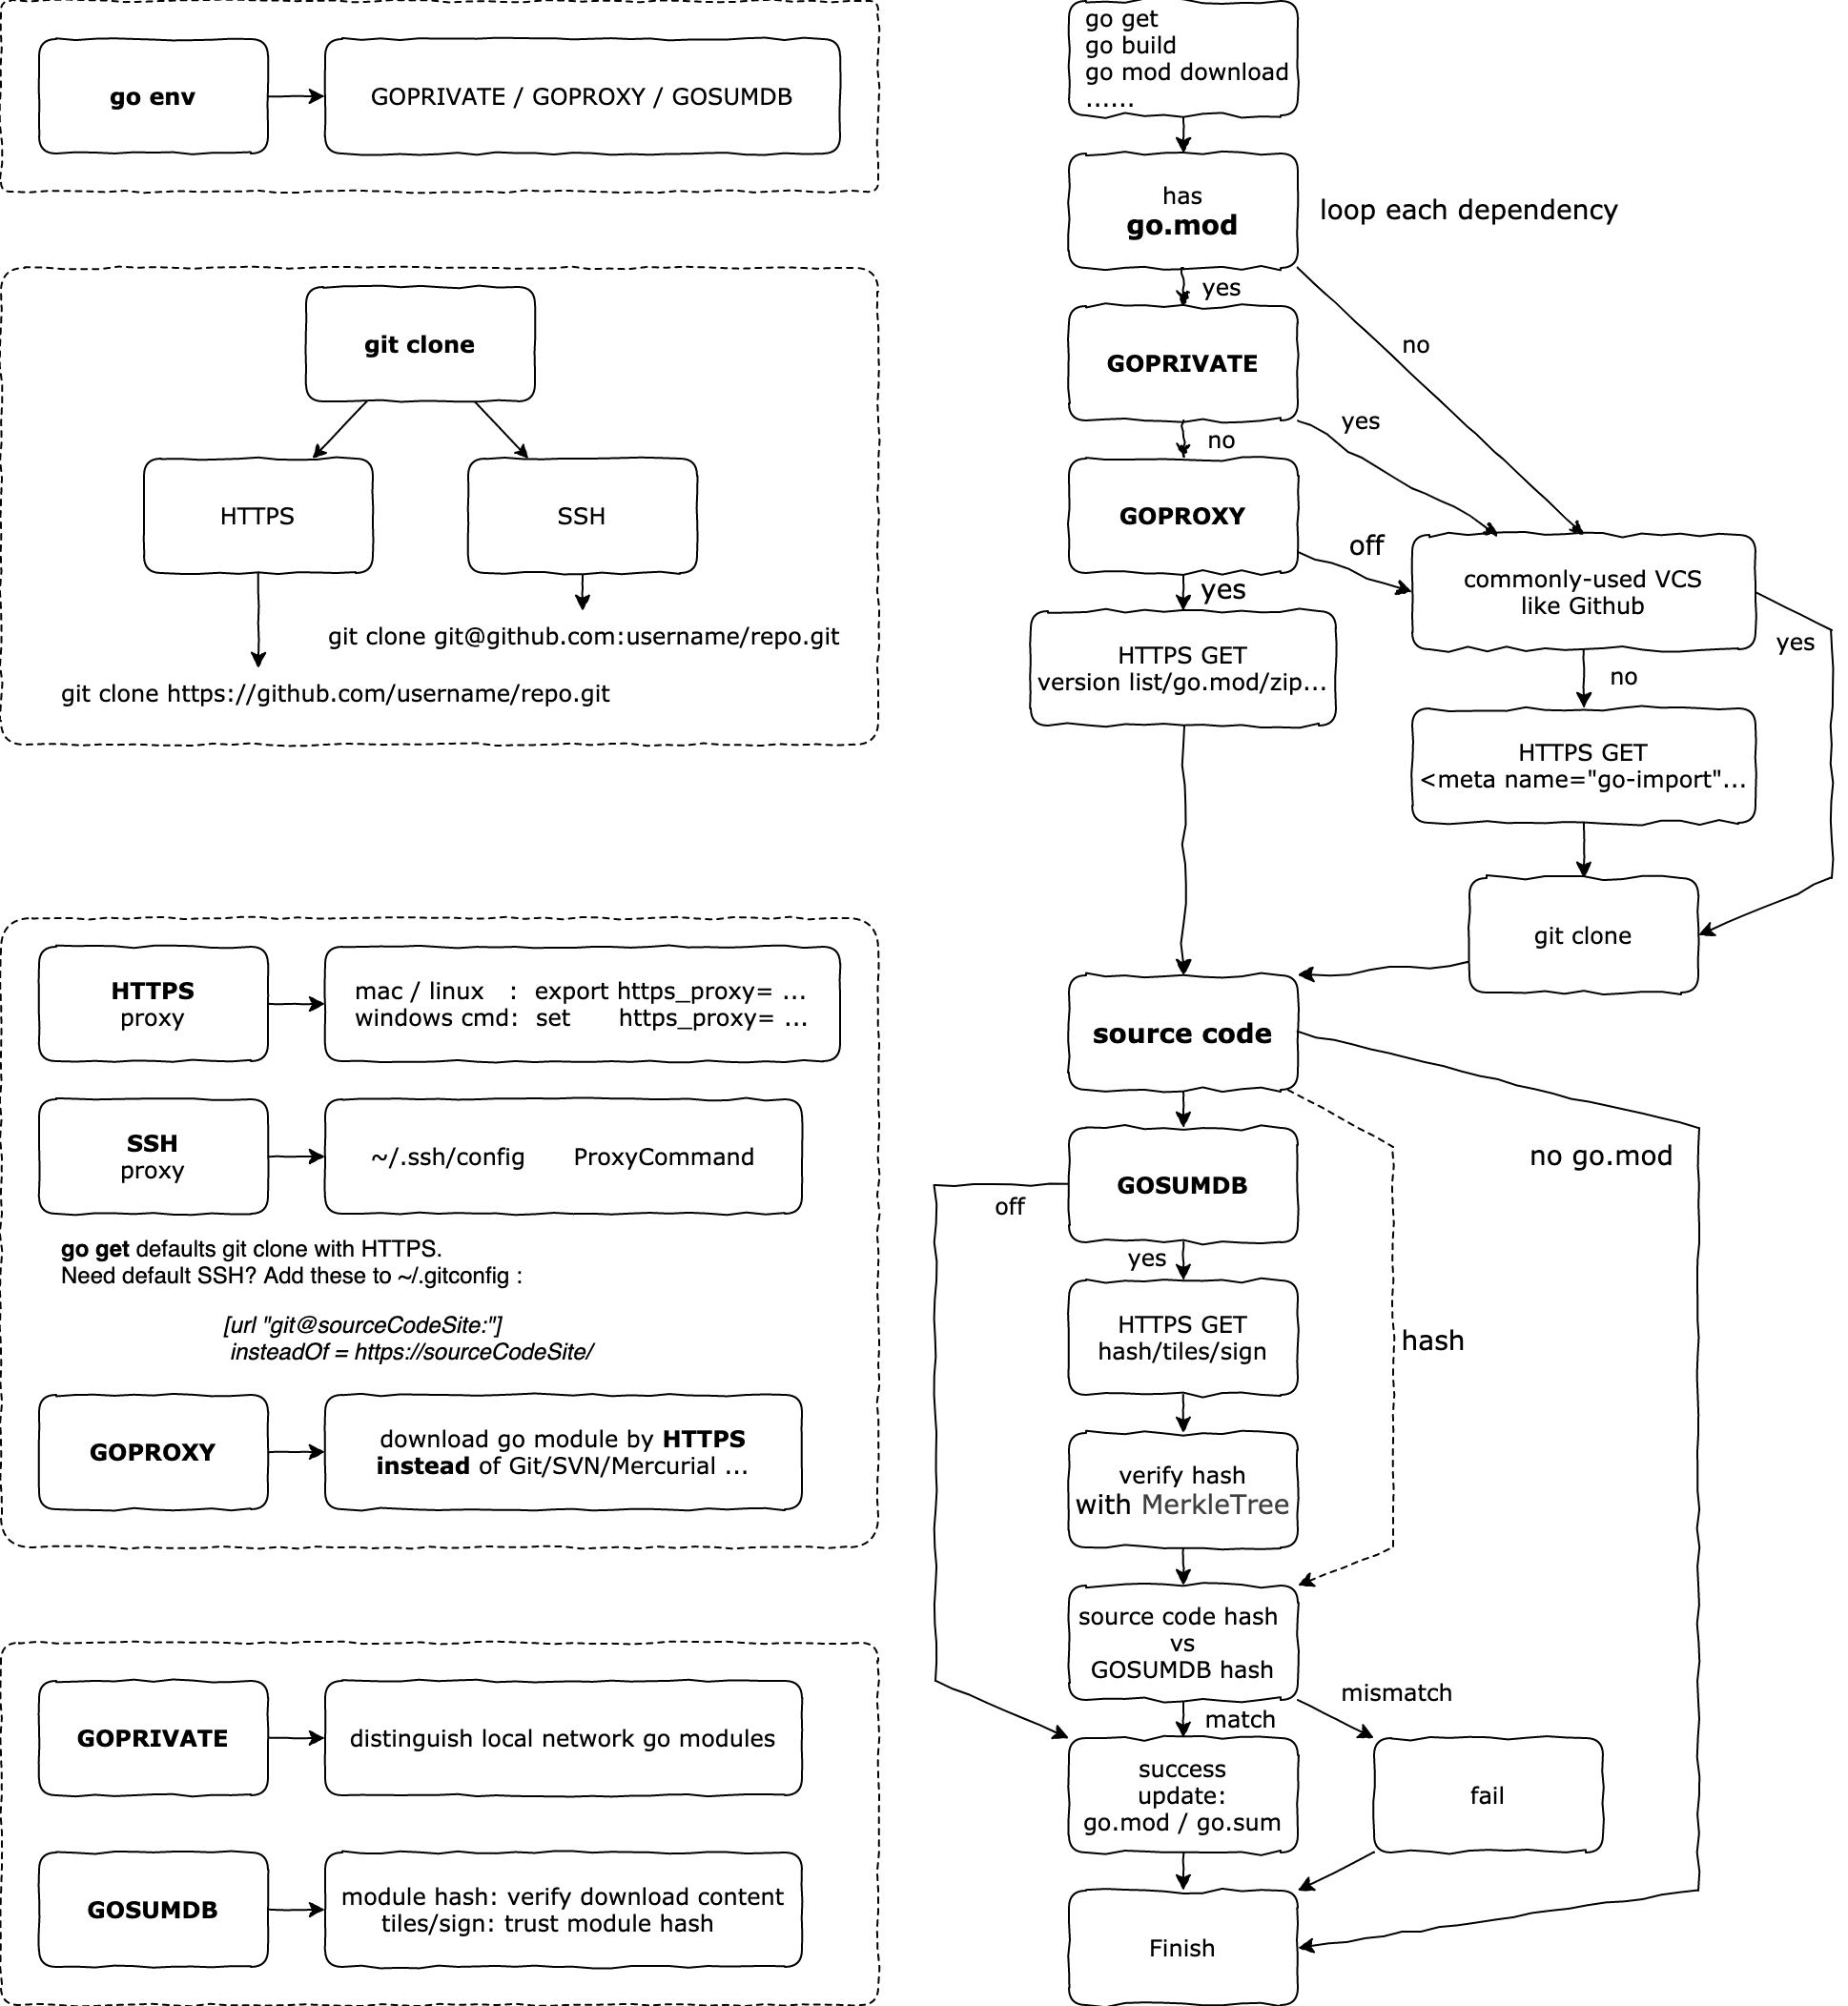 go env
GOPRIVATE / GOPROXY / GOSUMDB
git clone
HTTPS
SSH
git clone git@github.com:username/repo.git
git clone https://github.com/username/repo.git
HTTPS
proxy
mac / linux : export https_proxy= ...
windows cmd: set https_proxy= ...
SSH
proxy
~/.ssh/config ProxyCommand
go get defaults git clone with HTTPS.
Need default SSH? Add these to ~/.gitconfig :
[url "git@sourceCodeSite:"]
insteadOf = https://sourceCodeSite/
GOPROXY
download go module by HTTPS
instead of Git/SVN/Mercurial ...
GOPRIVATE
distinguish local network go modules
GOSUMDB
module hash: verify download content
tiles/sign: trust module hash
go get
go build
go mod download
......
has
go.mod
loop each dependency
yes
no
GOPRIVATE
yes
no
GOPROXY
off
yes
commonly-used VCS
like Github
yes
no
HTTPS GET
version list/go.mod/zip...
HTTPS GET
<meta name="go-import"...
git clone
source code
no go.mod
GOSUMDB
off
yes
HTTPS GET
hash/tiles/sign
hash
verify hash
with MerkleTree
source code hash
vs
GOSUMDB hash
mismatch
match
success
update:
go.mod / go.sum
fail
Finish